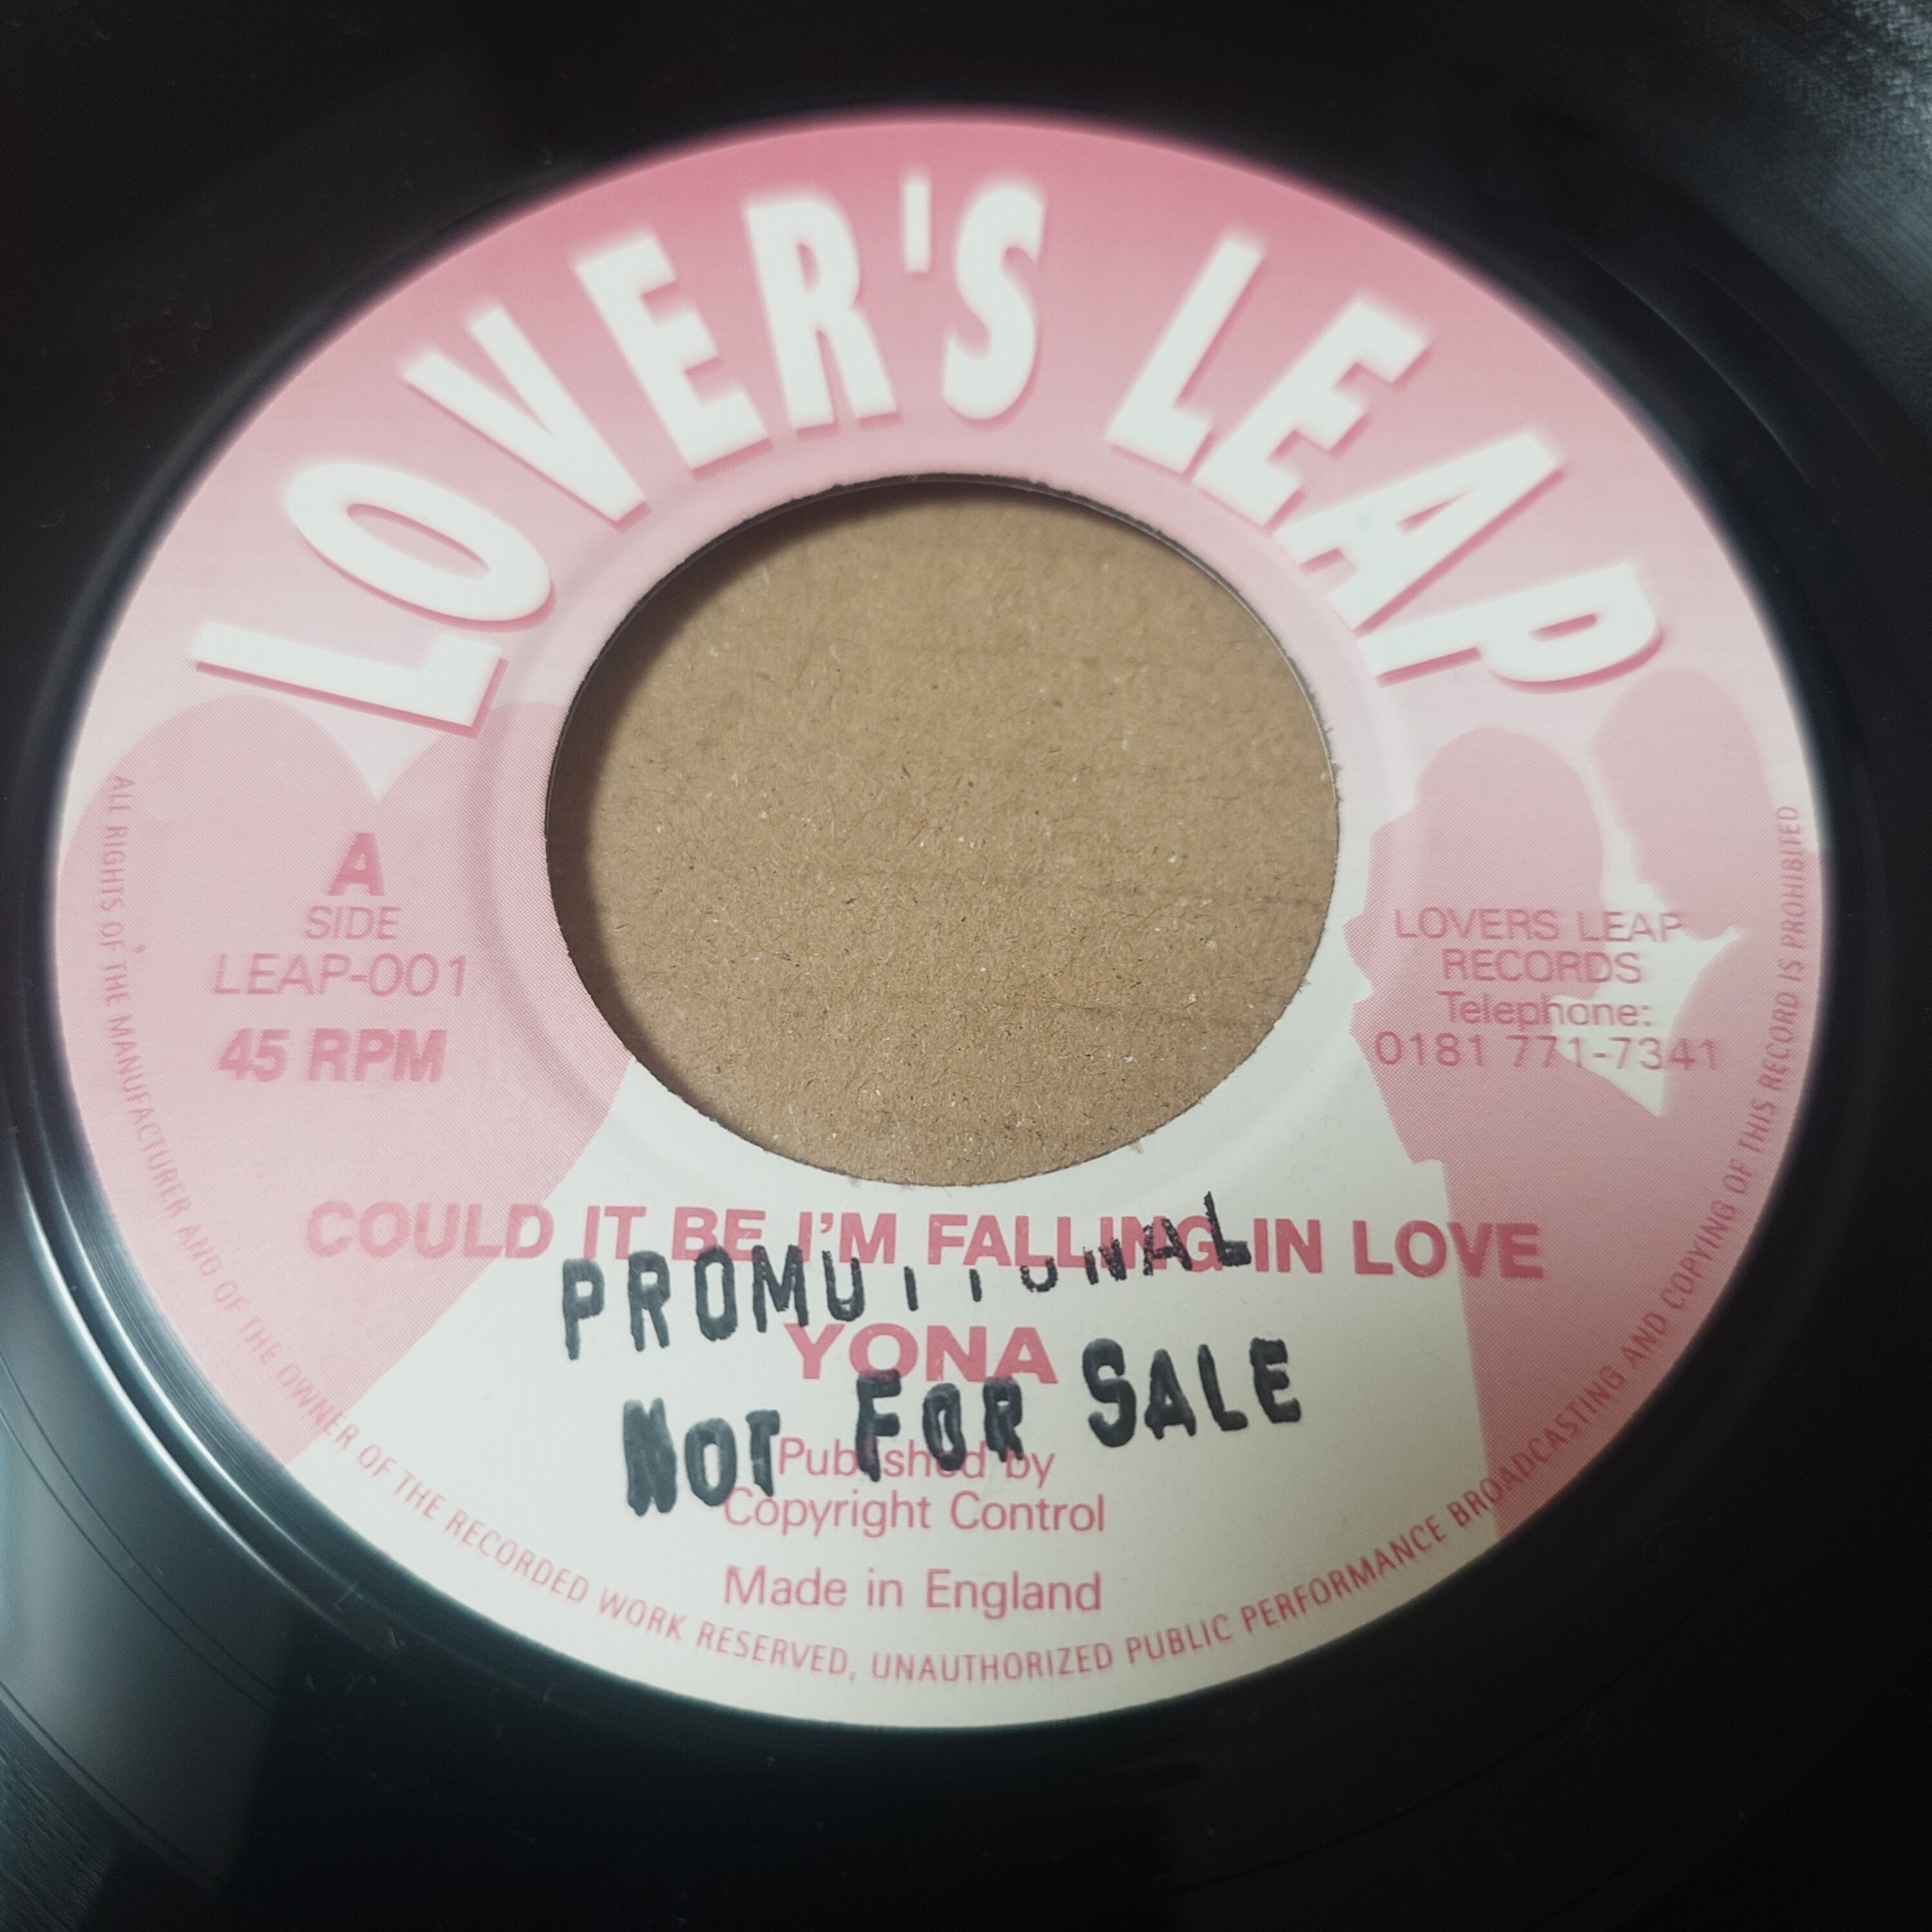 LOVER'S LEAP
A
SIDE
LEAP-001
45 RPM
LOVERS LEAP
RECORDS
Telephone:
0181 771-7341
COULD IT BE I'M FALLING IN LOVE
PROMOTIONAL
YONA
NOT FOR SALE
Published by
Copyright Control
Made in England
ALL RIGHTS OF THE MANUFACTURER AND OF THE OWNER OF THE RECORDED WORK RESERVED, UNAUTHORIZED PUBLIC PERFORMANCE BROADCASTING AND COPYING OF THIS RECORD IS PROHIBITED